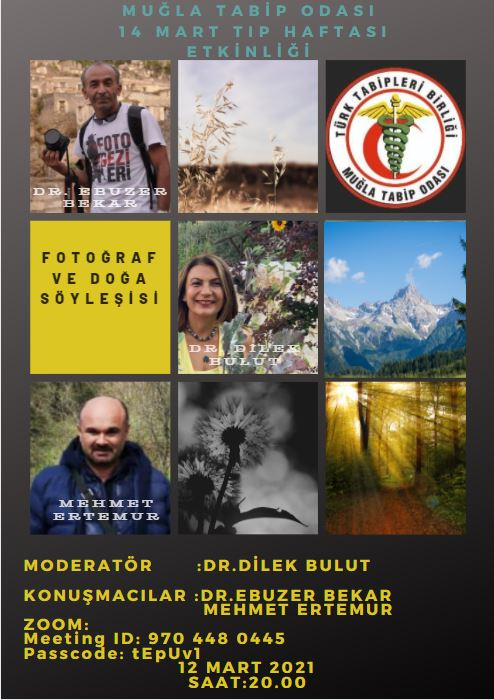 MUĞLA TABİP ODASI
14 MART TIP HAFTASI
ETKİNLİĞİ
FOTO
GEZİ
LERİ
DR. EBUZER
BEKAR
TÜRK TABİPLERİ BİRLİĞİ
MUĞLA TABİP ODASI
FOTOĞRAF
VE DOĞA
SÖYLEŞİSİ
DR. DİLEK
BULUT
MEHMET
ERTEMUR
MODERATÖR :DR.DİLEK BULUT
KONUŞMACILAR :DR.EBUZER BEKAR
MEHMET ERTEMUR
ZOOM:
Meeting ID: 970 448 0445
Passcode: tEpUv1
12 MART 2021
SAAT:20.00